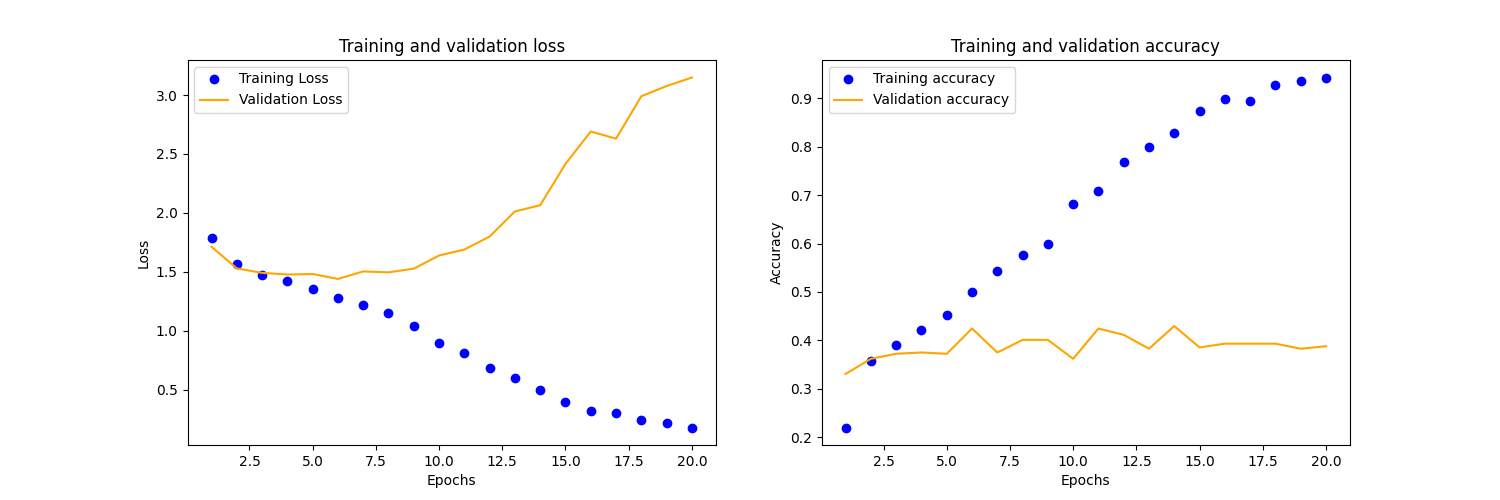 Training and validation loss
Training Loss
Validation Loss
3.0
2.5
2.0
1.5
1.0
0.5
Loss
2.5 5.0 7.5 10.0 12.5 15.0 17.5 20.0
Epochs
Training and validation accuracy
Training accuracy
Validation accuracy
0.9
0.8
0.7
0.6
0.5
0.4
0.3
0.2
Accuracy
2.5 5.0 7.5 10.0 12.5 15.0 17.5 20.0
Epochs